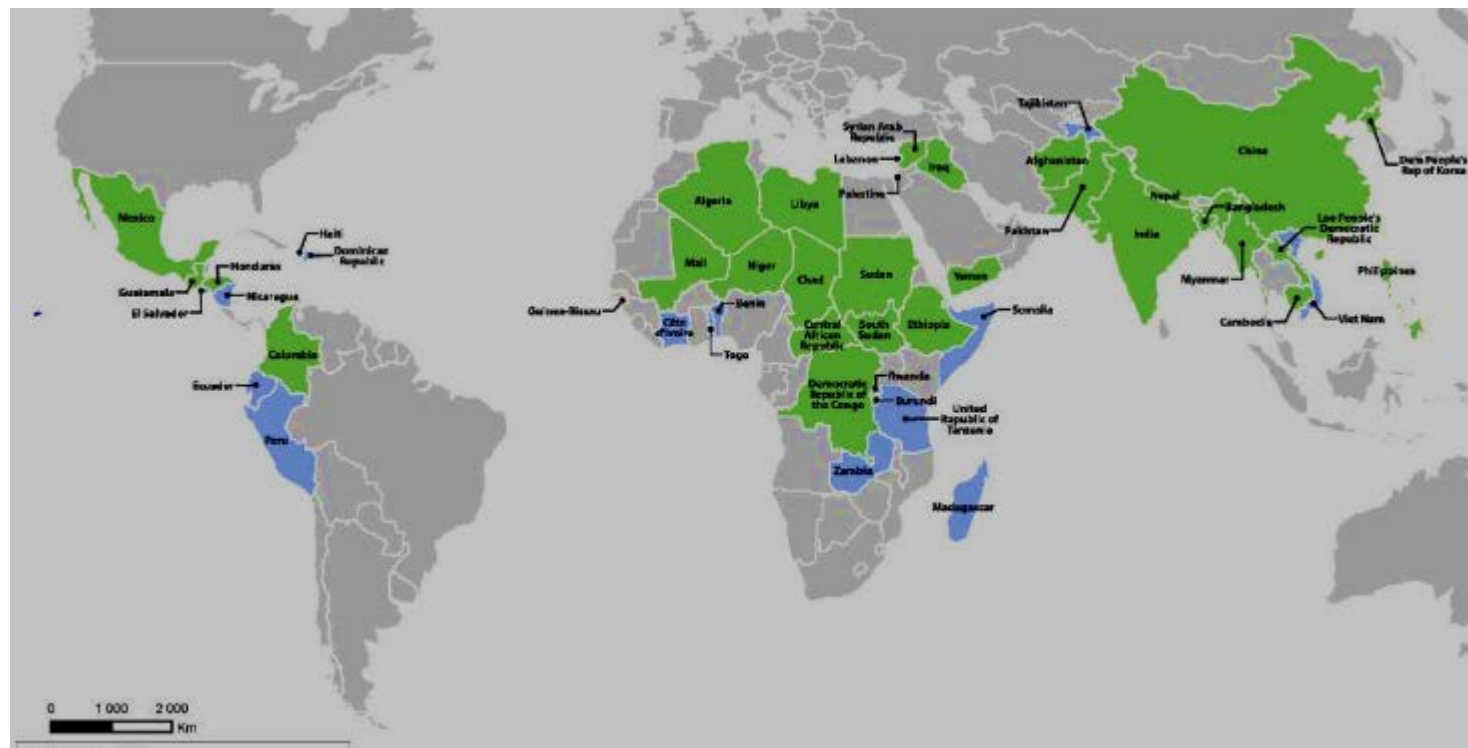 Tajikistan
Syrian Arab
Republic
Lebanon
Iraq
Afghanistan
China
Dem People's
Rep of Korea
Palestine
Pakistan
Nepal
Bangladesh
India
Lao People's
Democratic
Republic
Myanmar
Philippines
Cambodia
Viet Nam
Mexico
Haiti
Dominican
Republic
Honduras
Guatemala
Nicaragua
El Salvador
Colombia
Ecuador
Peru
Algeria
Libya
Mali
Niger
Chad
Sudan
Yemen
Guinea-Bissau
Côte
d'Ivoire
Benin
Togo
Central
African
Republic
South
Sudan
Ethiopia
Somalia
Democratic
Republic of
the Congo
Rwanda
Burundi
United
Republic of
Tanzania
Zambia
Madagascar
0 1 000 2 000
Km